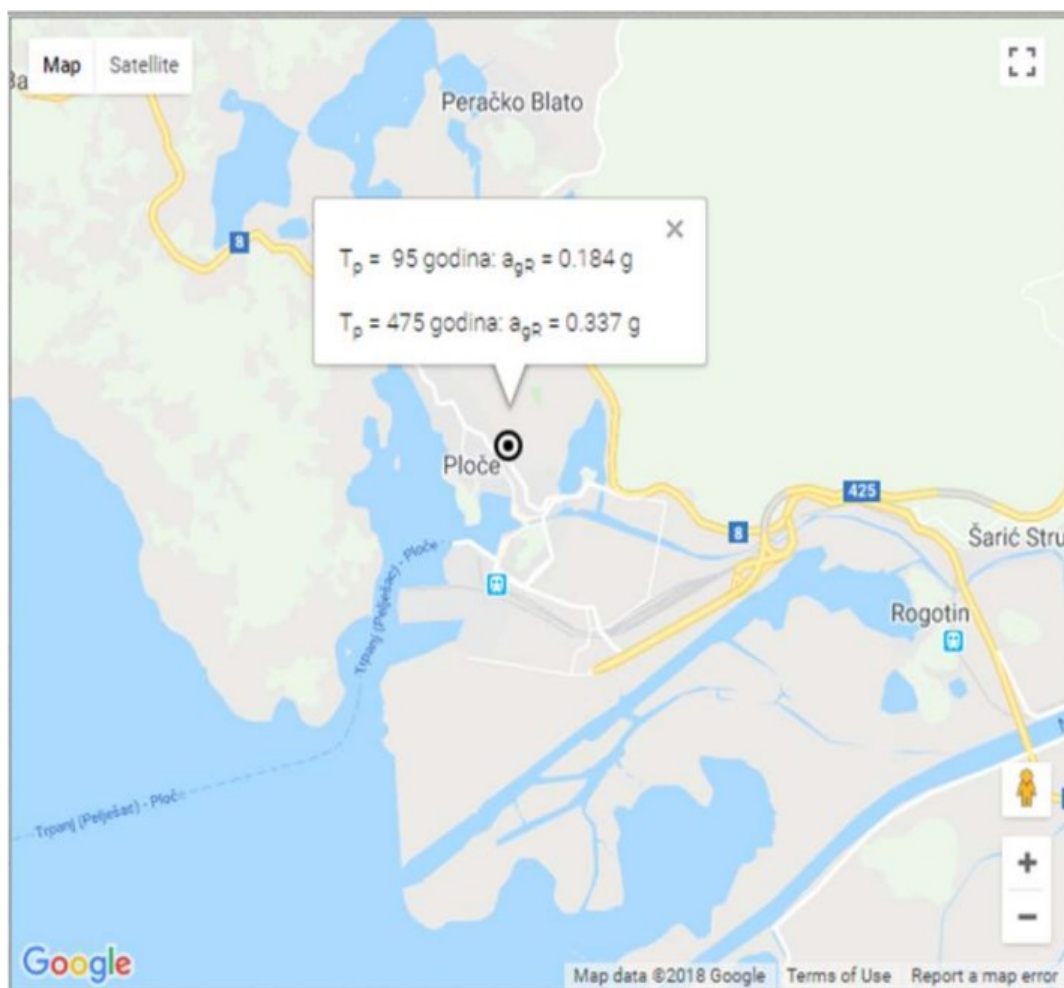 Map Satellite
Ba
Peračko Blato
8
Tp = 95 godina: agR = 0.184 g
Tp = 475 godina: agR = 0.337 g
Ploče
425
8
Šarić Stru
Rogotin
Trpanj (Pelješac) - Ploče
Trpanj (Pelješac) - Ploče
Google
Map data ©2018 Google Terms of Use Report a map error